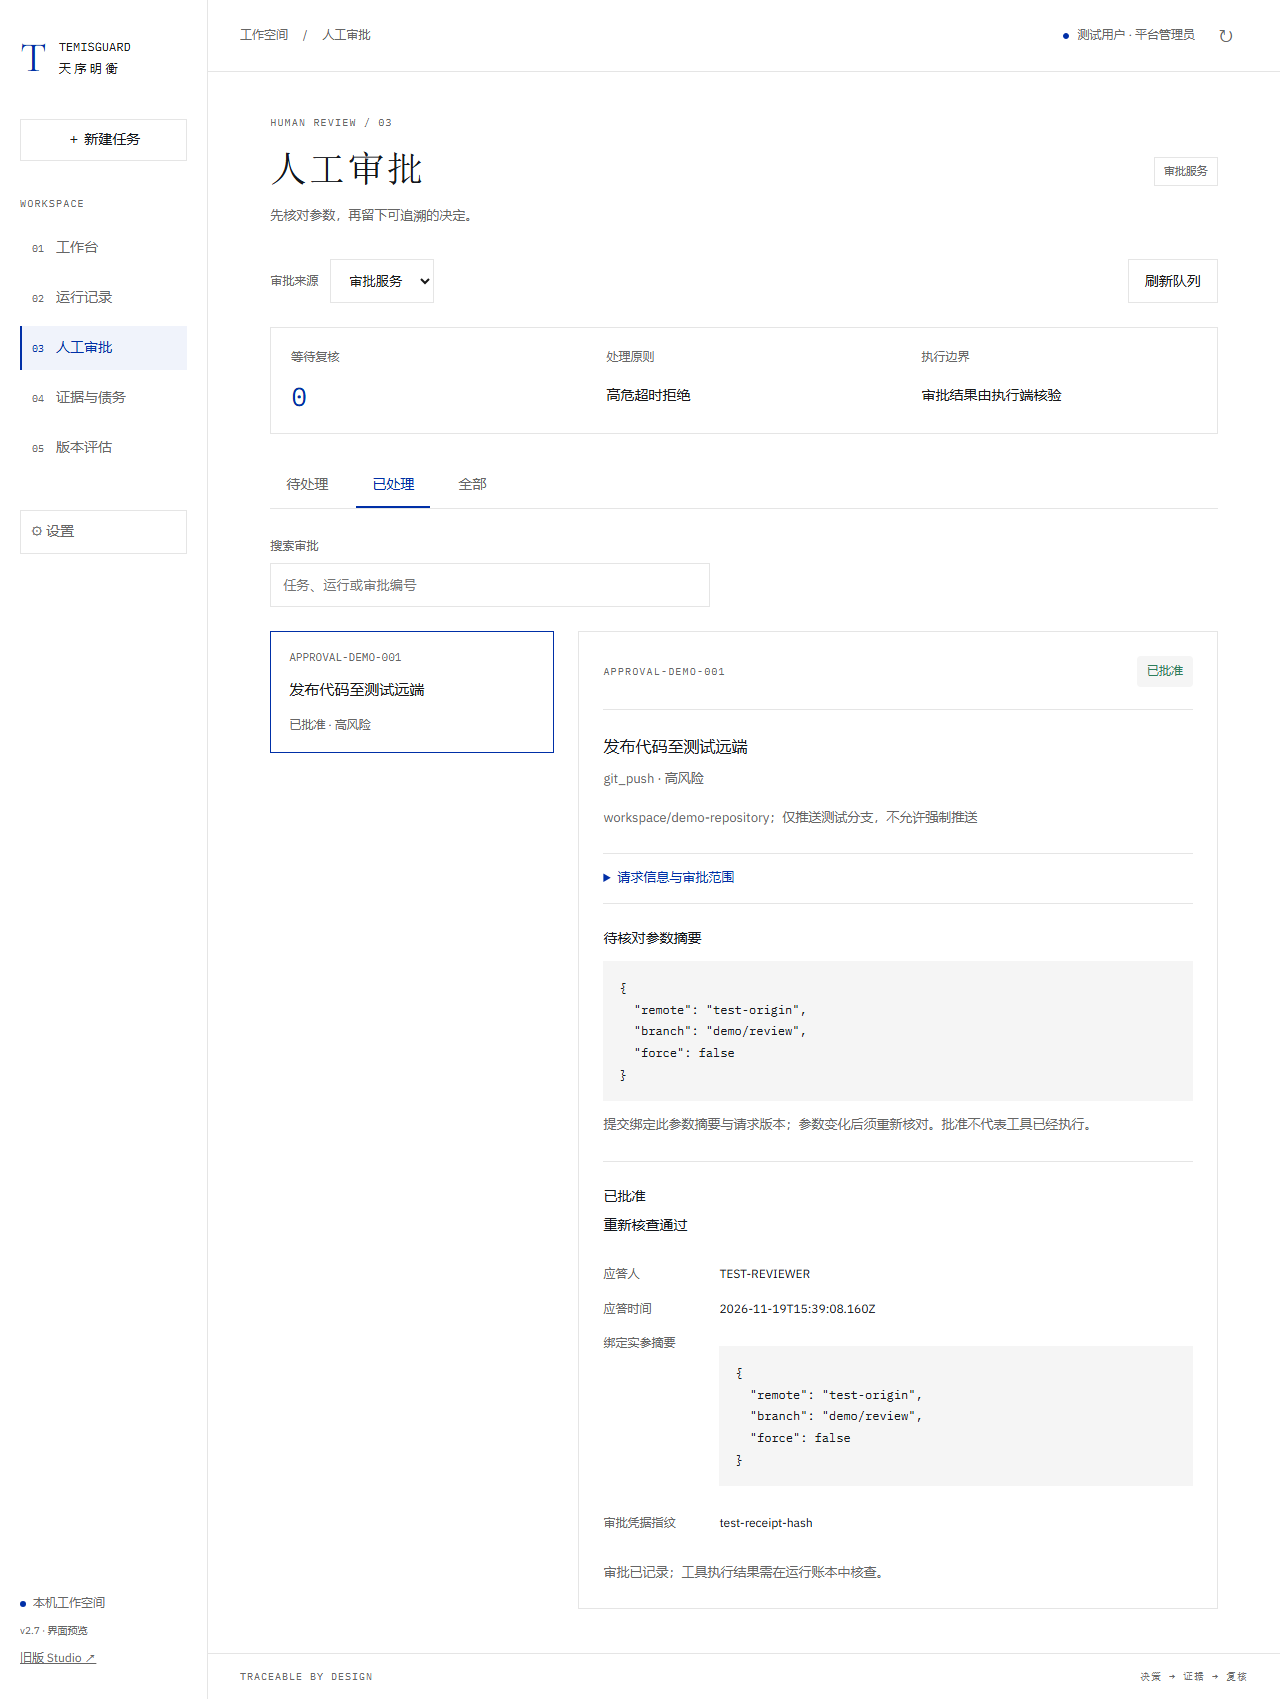 T
TEMISGUARD
天序明衡
+ 新建任务
WORKSPACE
01 工作台
02 运行记录
03 人工审批
04 证据与债务
05 版本评估
⚙ 设置
本机工作空间
v2.7 · 界面预览
旧版 Studio ↗
工作空间 / 人工审批
测试用户 · 平台管理员 ↻
HUMAN REVIEW / 03
人工审批
审批服务
先核对参数，再留下可追溯的决定。
审批来源 审批服务
刷新队列
等待复核 处理原则 执行边界
0 高危超时拒绝 审批结果由执行端核验
待处理 已处理 全部
搜索审批
任务、运行或审批编号
APPROVAL-DEMO-001
发布代码至测试远端
已批准 · 高风险
APPROVAL-DEMO-001 已批准
发布代码至测试远端
git_push · 高风险
workspace/demo-repository；仅推送测试分支，不允许强制推送
▶ 请求信息与审批范围
待核对参数摘要
{
"remote": "test-origin",
"branch": "demo/review",
"force": false
}
提交绑定此参数摘要与请求版本；参数变化后须重新核对。批准不代表工具已经执行。
已批准
重新核查通过
应答人 TEST-REVIEWER
应答时间 2026-11-19T15:39:08.160Z
绑定实参摘要
{
"remote": "test-origin",
"branch": "demo/review",
"force": false
}
审批凭据指纹 test-receipt-hash
审批已记录；工具执行结果需在运行账本中核查。
TRACEABLE BY DESIGN
决策 → 证据 → 复核